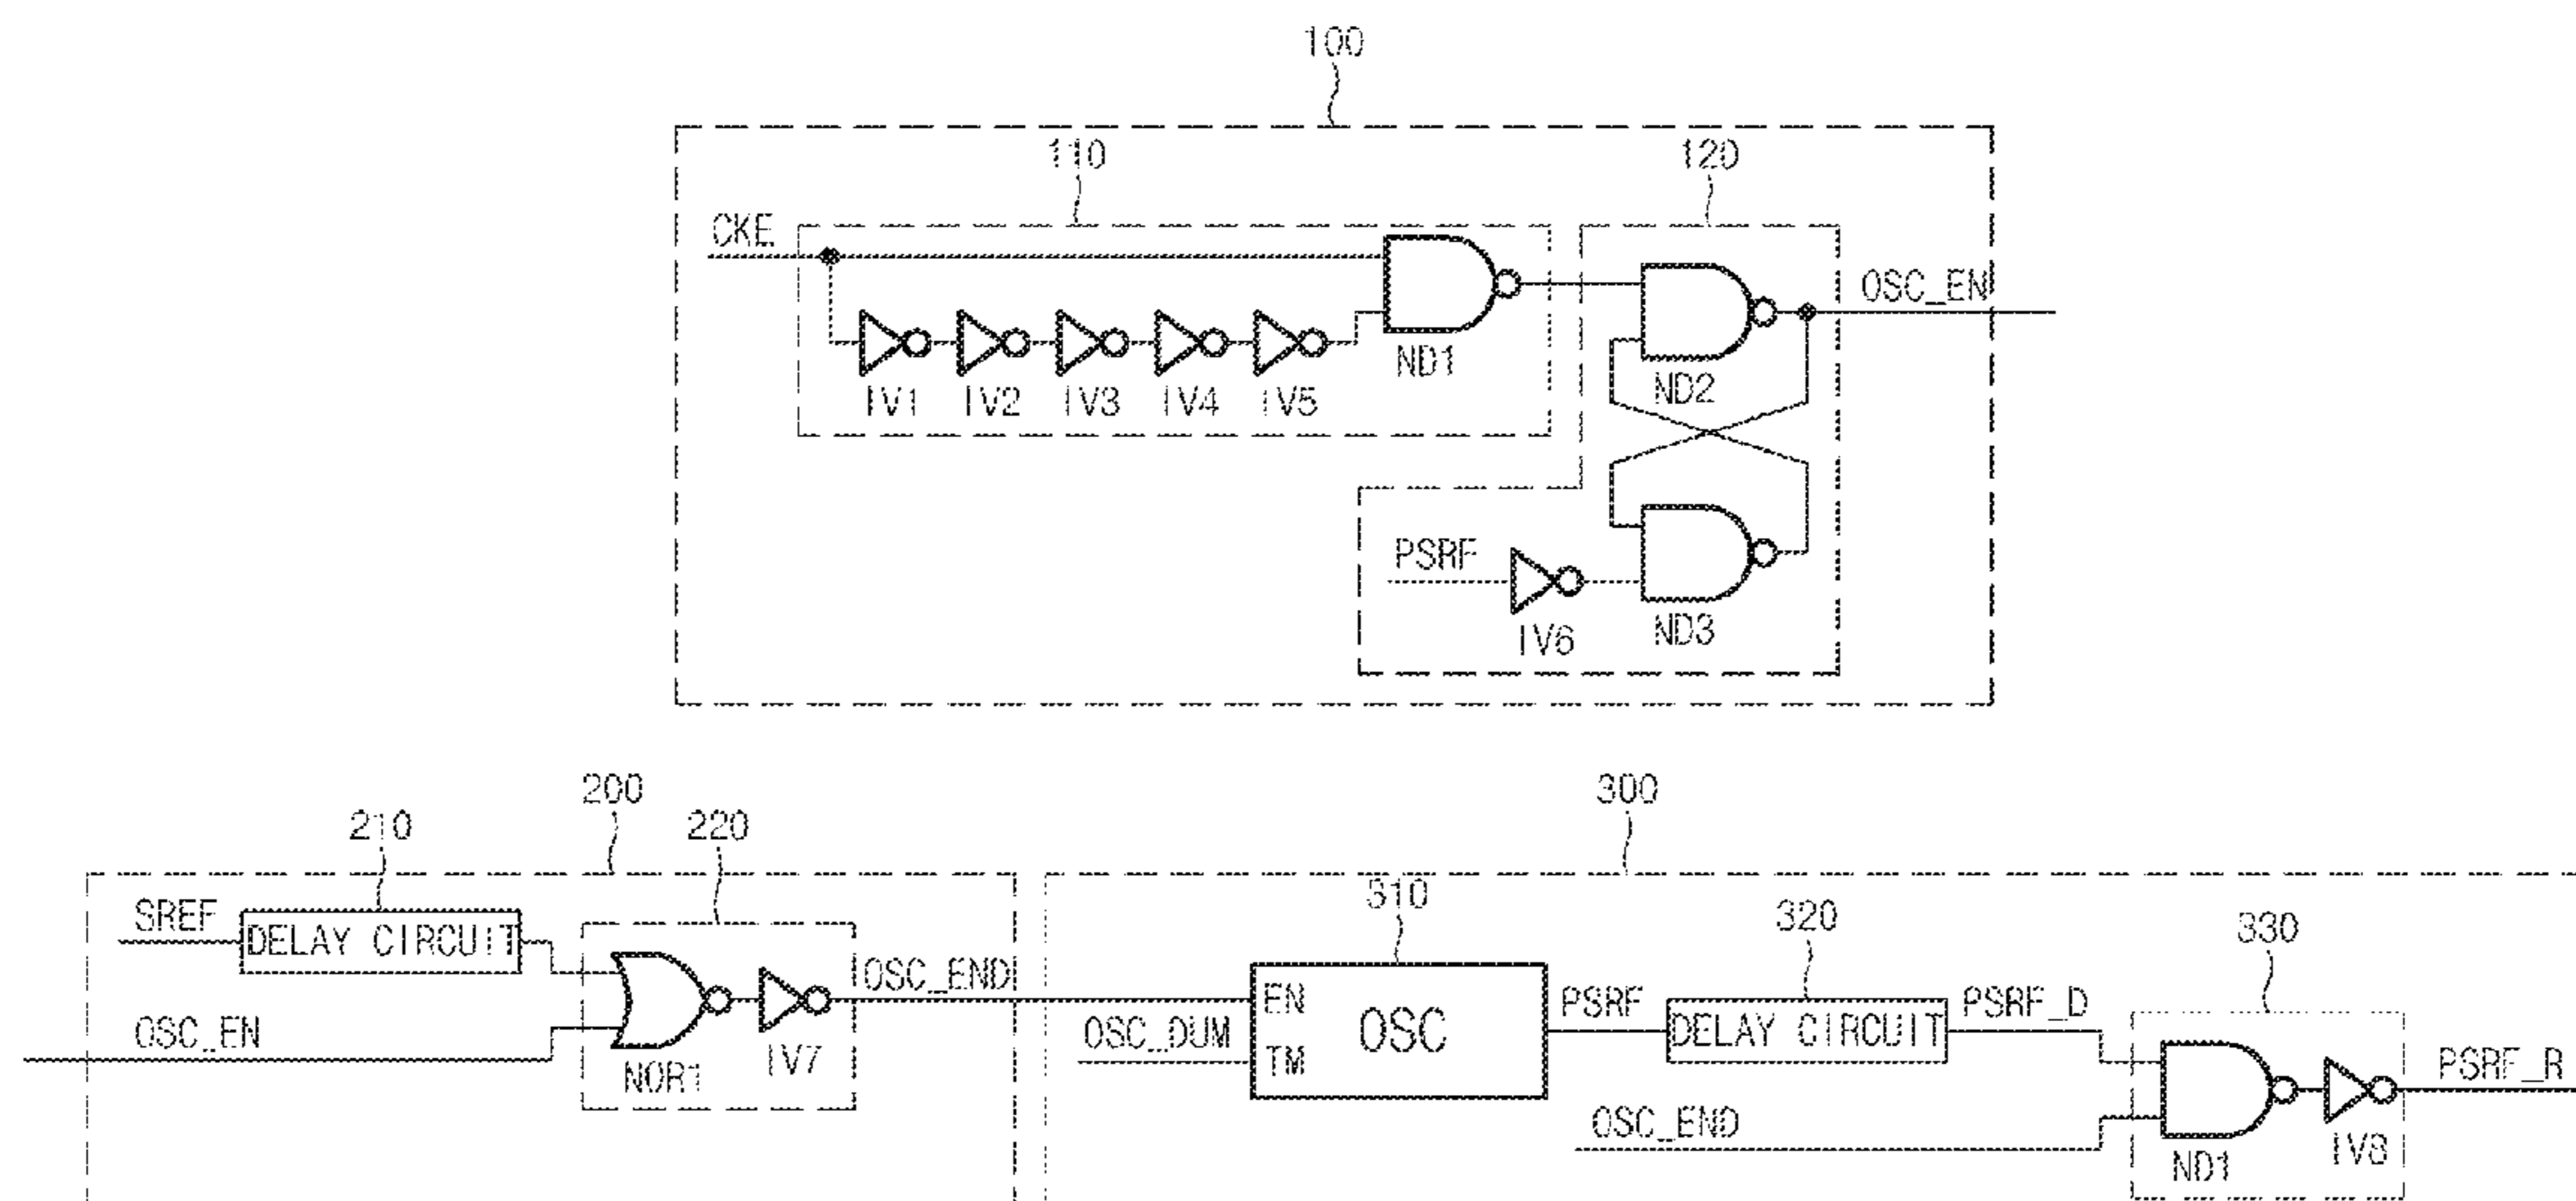 100
110
120
CKE
OSC_EN
ND1
IV1 IV2 IV3 IV4 IV5
ND2
PSRF
IV6
ND3
200
300
210
220
310
320
330
SREF
DELAY CIRCUIT
OSC_END
OSC_EN
NOR1
IV7
EN
OSC_DUM
TM
OSC
PSRF
DELAY CIRCUIT
PSRF_D
OSC_END
ND1
IV8
PSRF_R